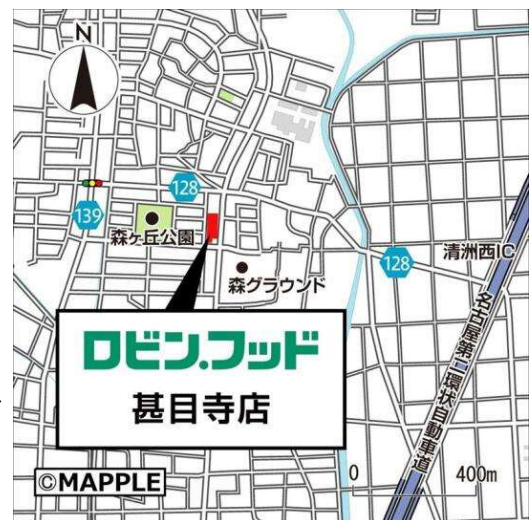 N
128
139
森ヶ丘公園
森グラウンド
128
清洲西IC
名古屋第二環状自動車道
ロビン.フッド
甚目寺店
©MAPPLE
0 400m